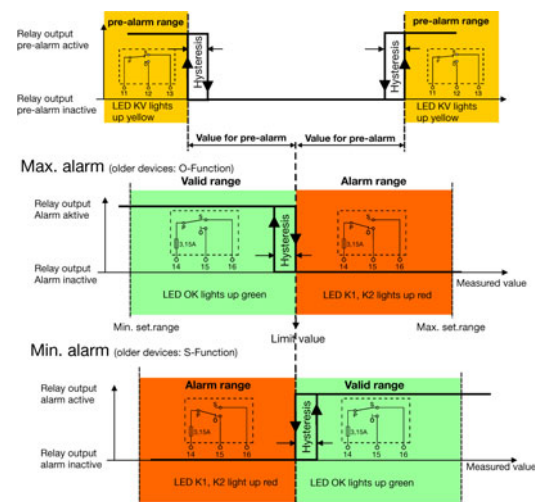 pre-alarm range
pre-alarm range
Relay output
pre-alarm active
Hysteresis
Hysteresis
11 12 13
11 12 13
Relay output
pre-alarm inactive
LED KV lights
up yellow
LED KV lights
up yellow
Value for pre-alarm
Value for pre-alarm
Max. alarm (older devices: O-Function)
Valid range
Alarm range
Relay output
Alarm aktive
Hysteresis
3,15A
14 15 16
3,15A
14 15 16
Relay output
Alarm inactive
LED OK lights up green
LED K1, K2 lights up red
Measured value
Min. set.range
Limit value
Max. set.range
Min. alarm (older devices: S-Function)
Alarm range
Valid range
Relay output
alarm active
Hysteresis
3,15A
14 15 16
3,15A
14 15 16
Relay output
alarm inactive
LED K1, K2 light up red
LED OK lights up green
Measured value